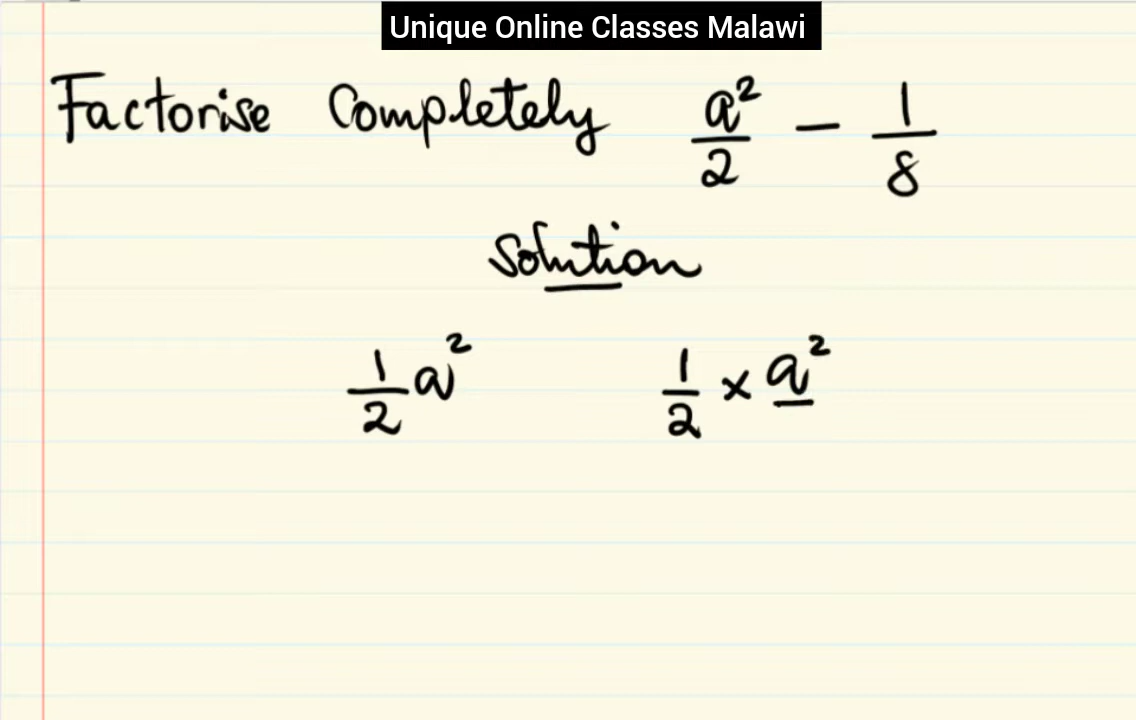 Unique Online Classes Malawi
Factorise Completely a²/2 − 1/8
Solution
1/2 a² 1/2 × a²